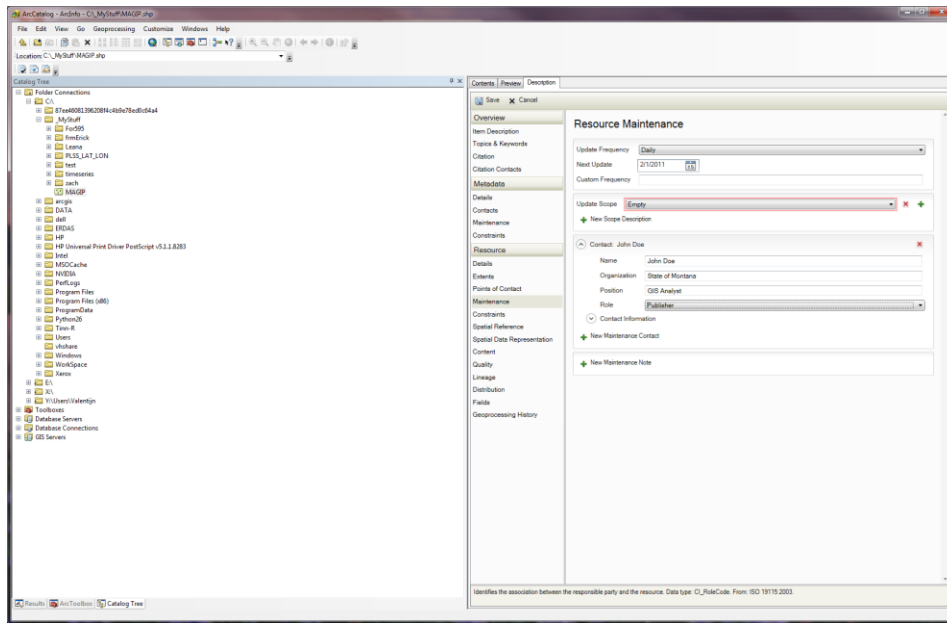 ArcCatalog - ArcInfo - C:\_MyStuff\MAGIP.shp
File Edit View Go Geoprocessing Customize Windows Help
Location: C:\_MyStuff\MAGIP.shp
Catalog Tree
Folder Connections
C:\
87ee46081396208f4c4b9e78ed0c64a4
_MyStuff
For595
frmErick
Leana
PLSS_LAT_LON
test
timeseries
zach
MAGIP
arcgis
DATA
dell
ERDAS
HP
HP Universal Print Driver PostScript v5.1.1.8283
Intel
MSOCache
NVIDIA
PerfLogs
Program Files
Program Files (x86)
ProgramData
Python26
Tinn-R
Users
vhshare
Windows
WorkSpace
Xerox
E:\
X:\
Y:\Users\Valentijn
Toolboxes
Database Servers
Database Connections
GIS Servers
Results ArcToolbox Catalog Tree
Contents Preview Description
Save Cancel
Overview
Item Description
Topics & Keywords
Citation
Citation Contacts
Metadata
Details
Contacts
Maintenance
Constraints
Resource
Details
Extents
Points of Contact
Maintenance
Constraints
Spatial Reference
Spatial Data Representation
Content
Quality
Lineage
Distribution
Fields
Geoprocessing History
Resource Maintenance
Update Frequency Daily
Next Update 2/1/2011
Custom Frequency
Update Scope Empty
New Scope Description
Contact: John Doe
Name John Doe
Organization State of Montana
Position GIS Analyst
Role Publisher
Contact Information
New Maintenance Contact
New Maintenance Note
Identifies the association between the responsible party and the resource. Data type: CI_RoleCode. From: ISO 19115:2003.